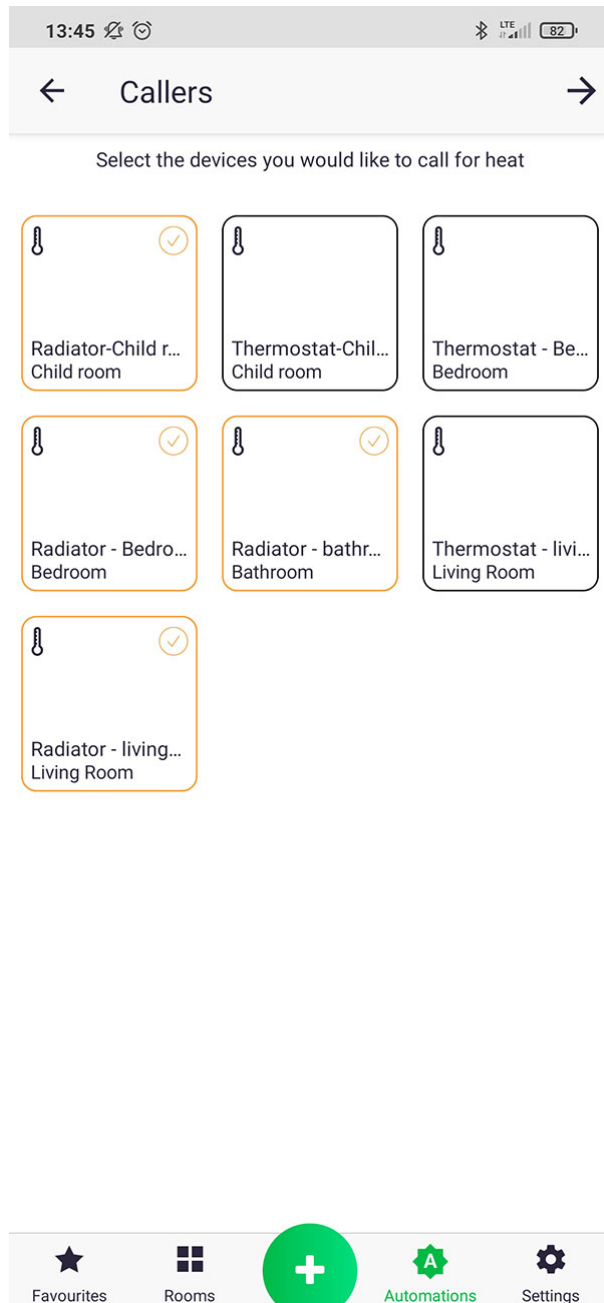 13:45
LTE
82
Callers
Select the devices you would like to call for heat
Radiator-Child r...
Child room
Thermostat-Chil...
Child room
Thermostat - Be...
Bedroom
Radiator - Bedro...
Bedroom
Radiator - bathr...
Bathroom
Thermostat - livi...
Living Room
Radiator - living...
Living Room
A
Favourites
Rooms
Automations
Settings